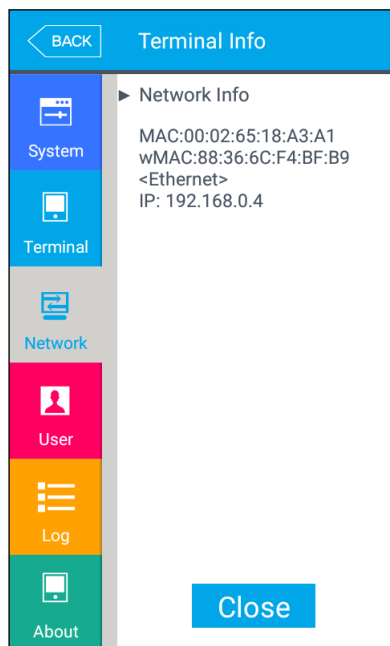 BACK
Terminal Info
System
Terminal
Network
User
Log
About
► Network Info
MAC:00:02:65:18:A3:A1
wMAC:88:36:6C:F4:BF:B9
<Ethernet>
IP: 192.168.0.4
Close